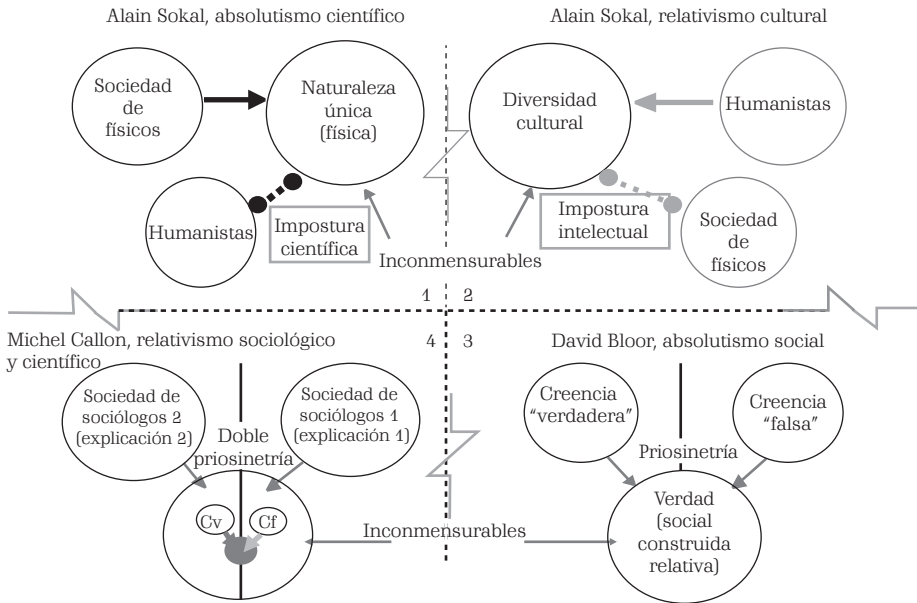 Alain Sokal, absolutismo científico
Alain Sokal, relativismo cultural
Sociedad
de
físicos
Naturaleza
única
(física)
Humanistas
Impostura
científica
Diversidad
cultural
Humanistas
Impostura
intelectual
Sociedad
de
físicos
Inconmensurables
1
2
Michel Callon, relativismo sociológico
y científico
4
3
David Bloor, absolutismo social
Sociedad de
sociólogos 2
(explicación 2)
Sociedad de
sociólogos 1
(explicación 1)
Doble
priosinetría
Cv
Cf
Creencia
"verdadera"
Creencia
"falsa"
Priosinetría
Verdad
(social
construida
relativa)
Inconmensurables